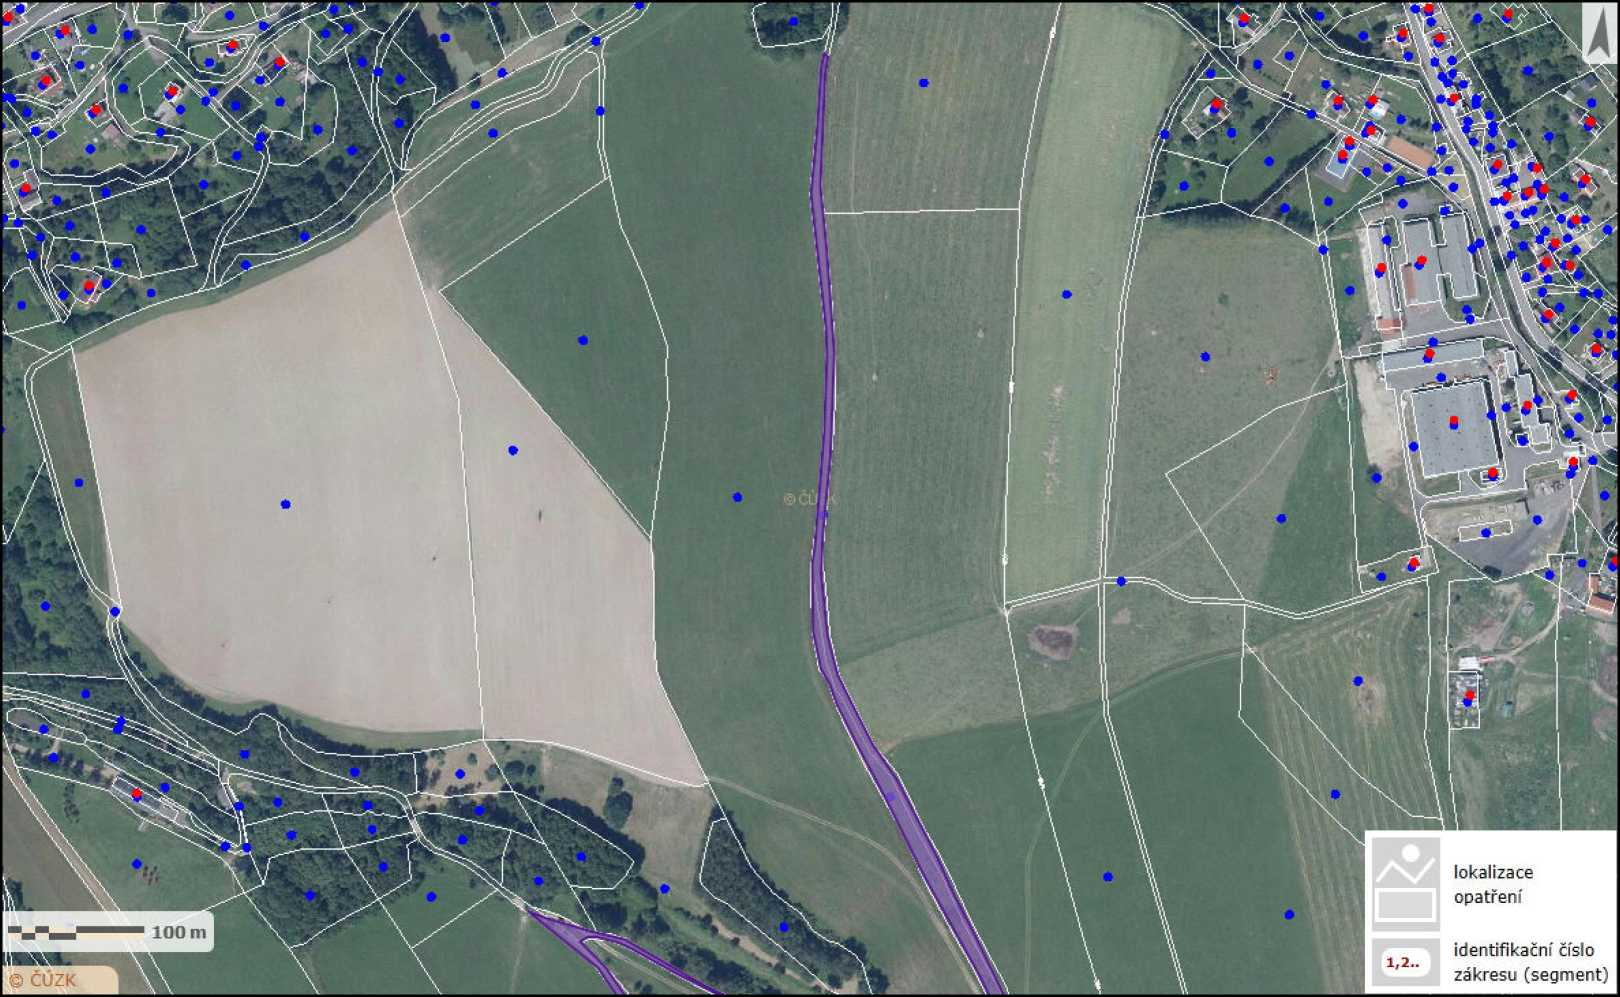 © ČÚZK
lokalizace
opatření
1,2..
identifikační číslo
zákresu (segment)
100 m
© ČÚZK